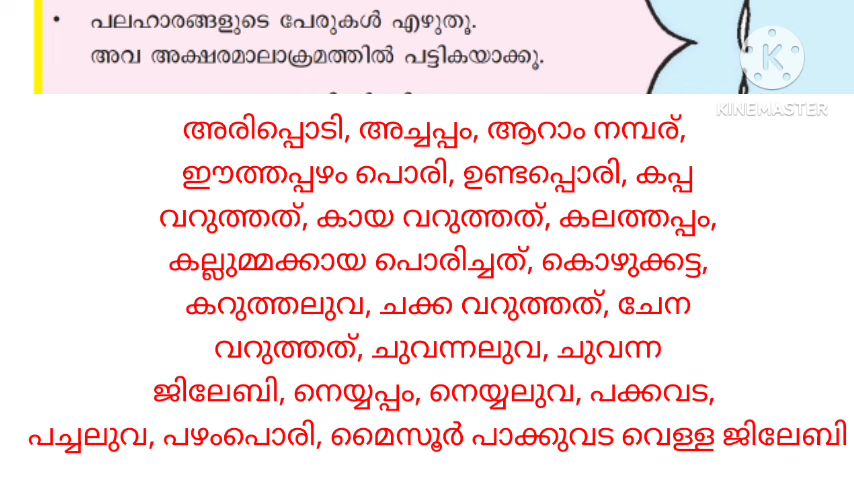 • പലഹാരങ്ങളുടെ പേരുകൾ എഴുതൂ.
അവ അക്ഷരമാലാക്രമത്തിൽ പട്ടികയാക്കൂ.
KINEMASTER
അരിപ്പൊടി, അച്ചപ്പം, ആറാം നമ്പര്,
ഈത്തപ്പഴം പൊരി, ഉണ്ടപ്പൊരി, കപ്പ
വറുത്തത്, കായ വറുത്തത്, കലത്തപ്പം,
കല്ലുമ്മക്കായ പൊരിച്ചത്, കൊഴുക്കട്ട,
കറുത്തലുവ, ചക്ക വറുത്തത്, ചേന
വറുത്തത്, ചുവന്നലുവ, ചുവന്ന
ജിലേബി, നെയ്യപ്പം, നെയ്യലുവ, പക്കവട,
പച്ചലുവ, പഴംപൊരി, മൈസൂർ പാക്കുവട വെള്ള ജിലേബി